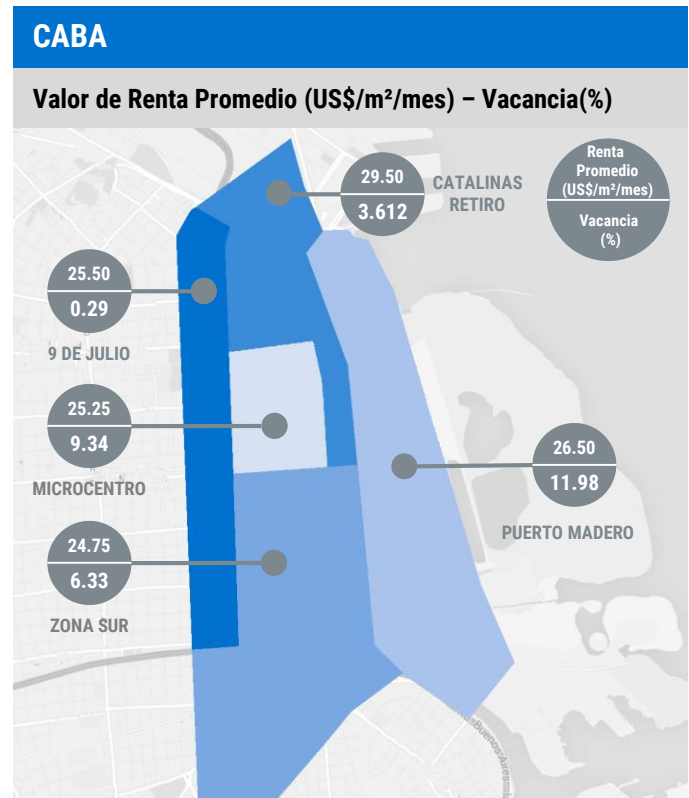 CABA
Valor de Renta Promedio (US$/m²/mes) – Vacancia(%)
29.50
3.612
CATALINAS
RETIRO
Renta
Promedio
(US$/m²/mes)
Vacancia
(%)
25.50
0.29
9 DE JULIO
25.25
9.34
MICROCENTRO
26.50
11.98
PUERTO MADERO
24.75
6.33
ZONA SUR
Buenos Aires